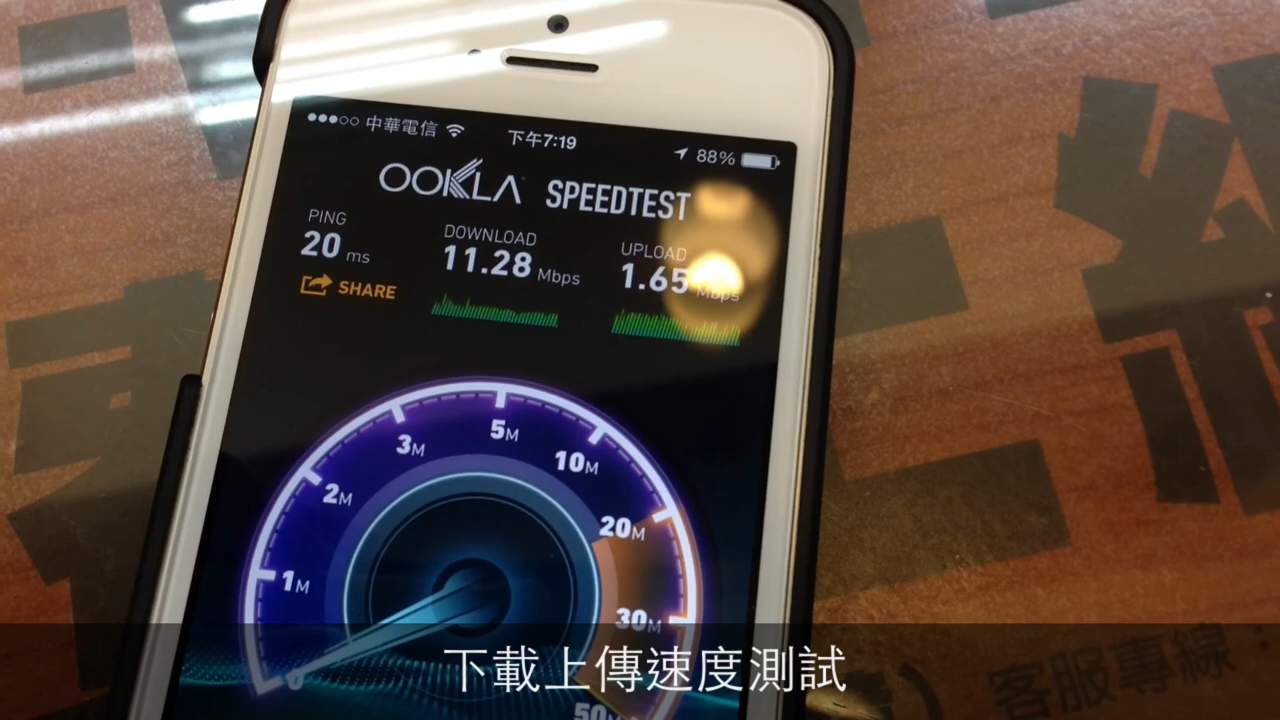 中華電信 下午7:19 88%
OOKLA SPEEDTEST
PING DOWNLOAD UPLOAD
20 ms 11.28 Mbps 1.65 Mbps
SHARE
5M
3M 10M
2M 20M
1M 30M
0 50M
下載上傳速度測試
客服專線：